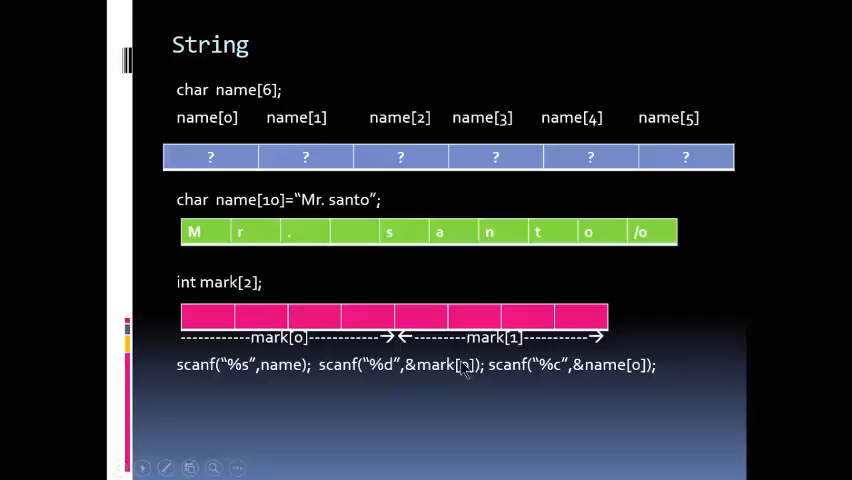 String
char name[6];
name[0] name[1] name[2] name[3] name[4] name[5]
? ? ? ? ? ?
char name[10]=“Mr. santo”;
M r . s a n t o /0
int mark[2];
------------mark[0]------------→←---------mark[1]-----------→
scanf(“%s”,name); scanf(“%d”,&mark[ ]); scanf(“%c”,&name[0]);